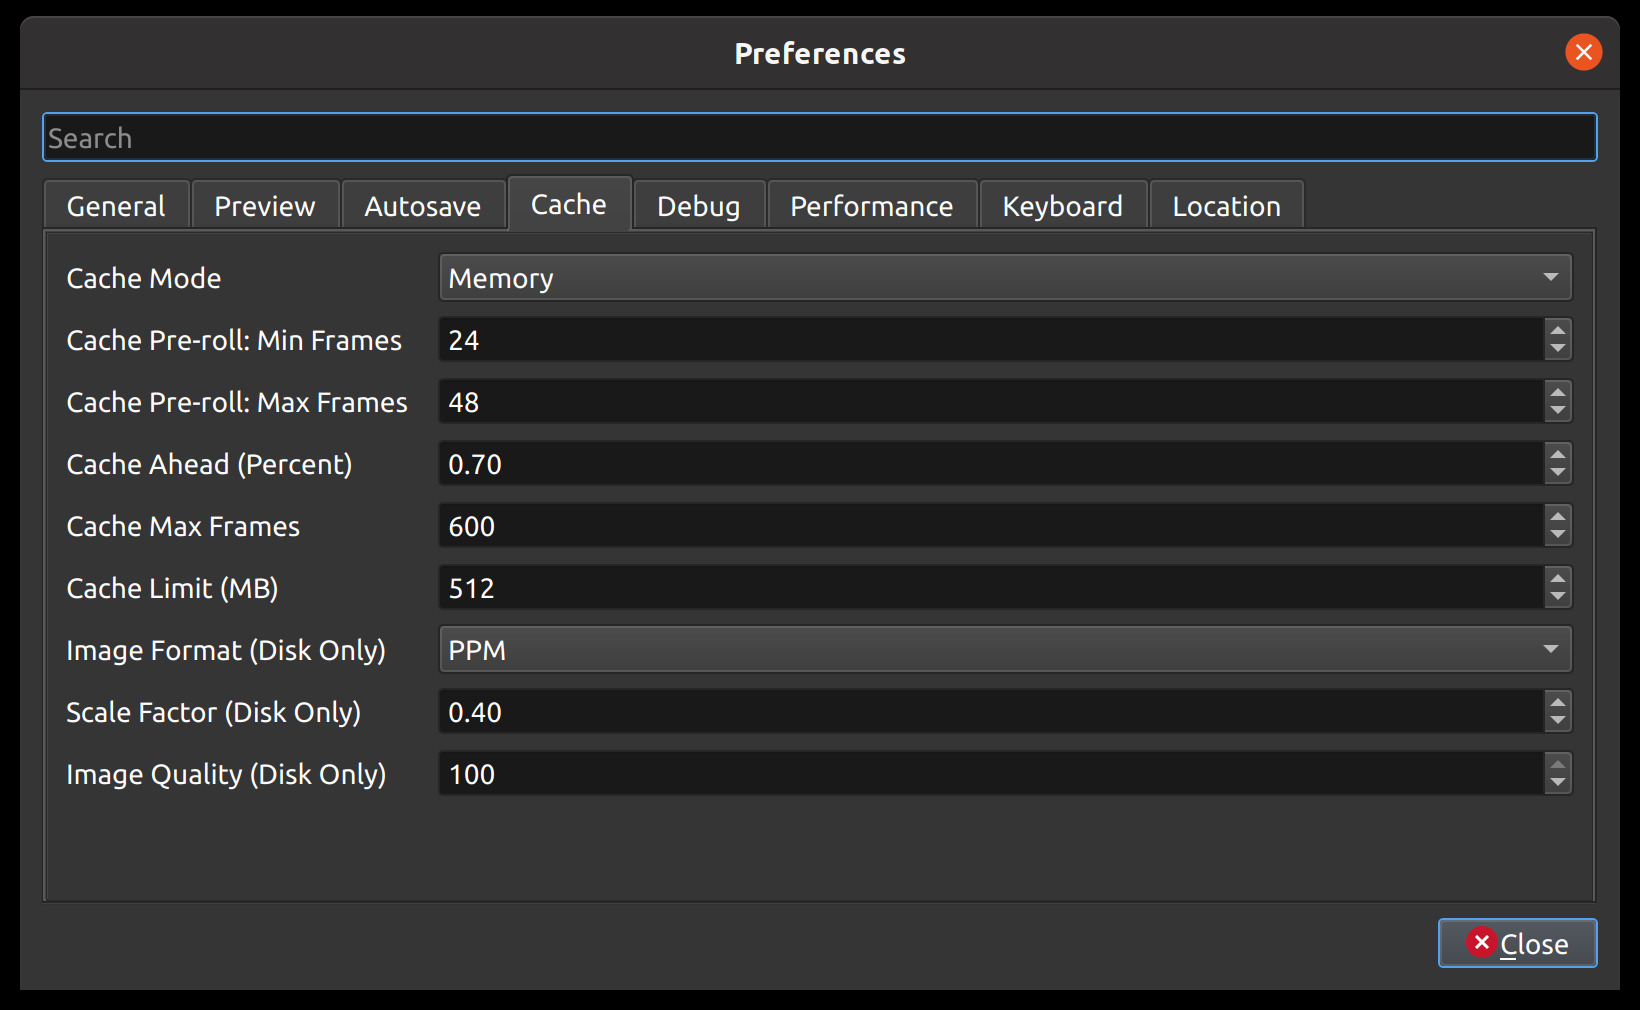 Preferences
Search
General Preview Autosave Cache Debug Performance Keyboard Location
Cache Mode Memory
Cache Pre-roll: Min Frames 24
Cache Pre-roll: Max Frames 48
Cache Ahead (Percent) 0.70
Cache Max Frames 600
Cache Limit (MB) 512
Image Format (Disk Only) PPM
Scale Factor (Disk Only) 0.40
Image Quality (Disk Only) 100
Close